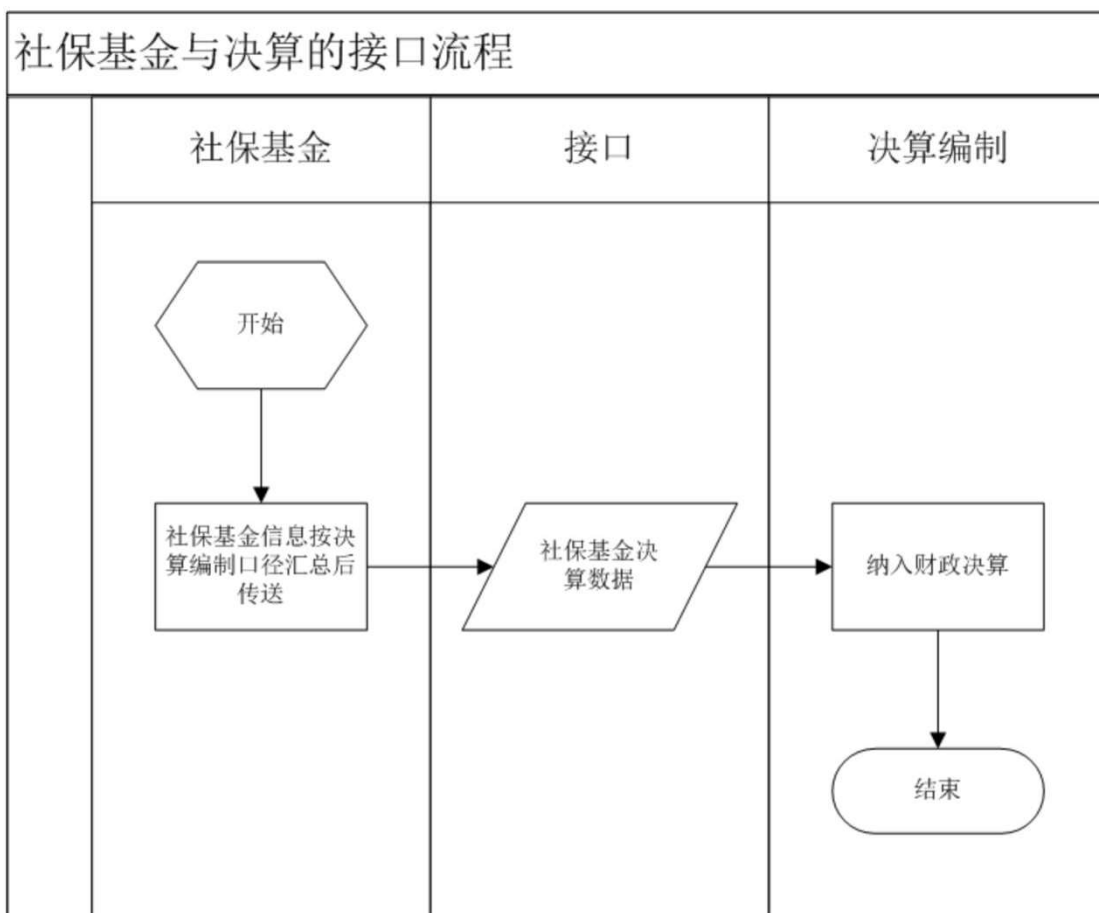 社保基金与决算的接口流程
社保基金
接口
决算编制
开始
社保基金信息按决
算编制口径汇总后
传送
社保基金决
算数据
纳入财政决算
结束